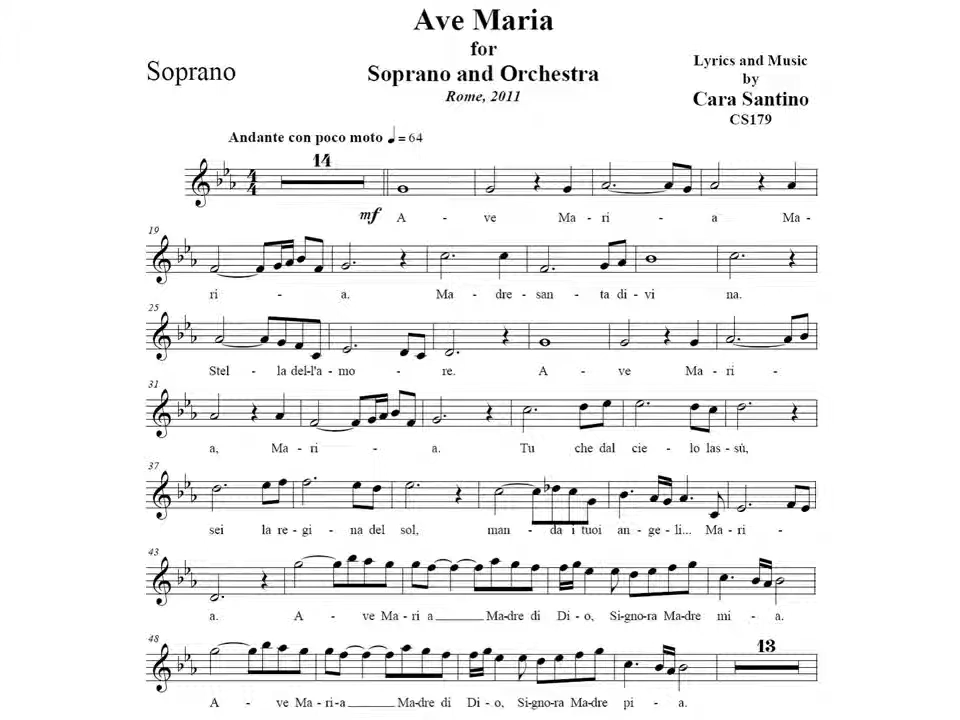 Ave Maria
for
Soprano and Orchestra
Rome, 2011
Soprano
Lyrics and Music
by
Cara Santino
CS179
Andante con poco moto = 64
14
mf
A - ve Ma - ri - a Ma-
19
ri - a. Ma - dre - san - ta di - vi na.
25
Stel - la del-l'a - mo - re. A - ve Ma - ri -
31
a, Ma - ri - a. Tu che dal cie - lo las - sù,
37
sei la re - gi - na del sol, man - da i tuoi an - ge - li... Ma - ri -
43
a. A - ve Ma - ri a Ma-dre di Di - o, Si-gno-ra Ma-dre mi - a.
48
13
A - ve Ma - ri-a Ma-dre di Di - o, Si-gno-ra Ma-dre pi - a.